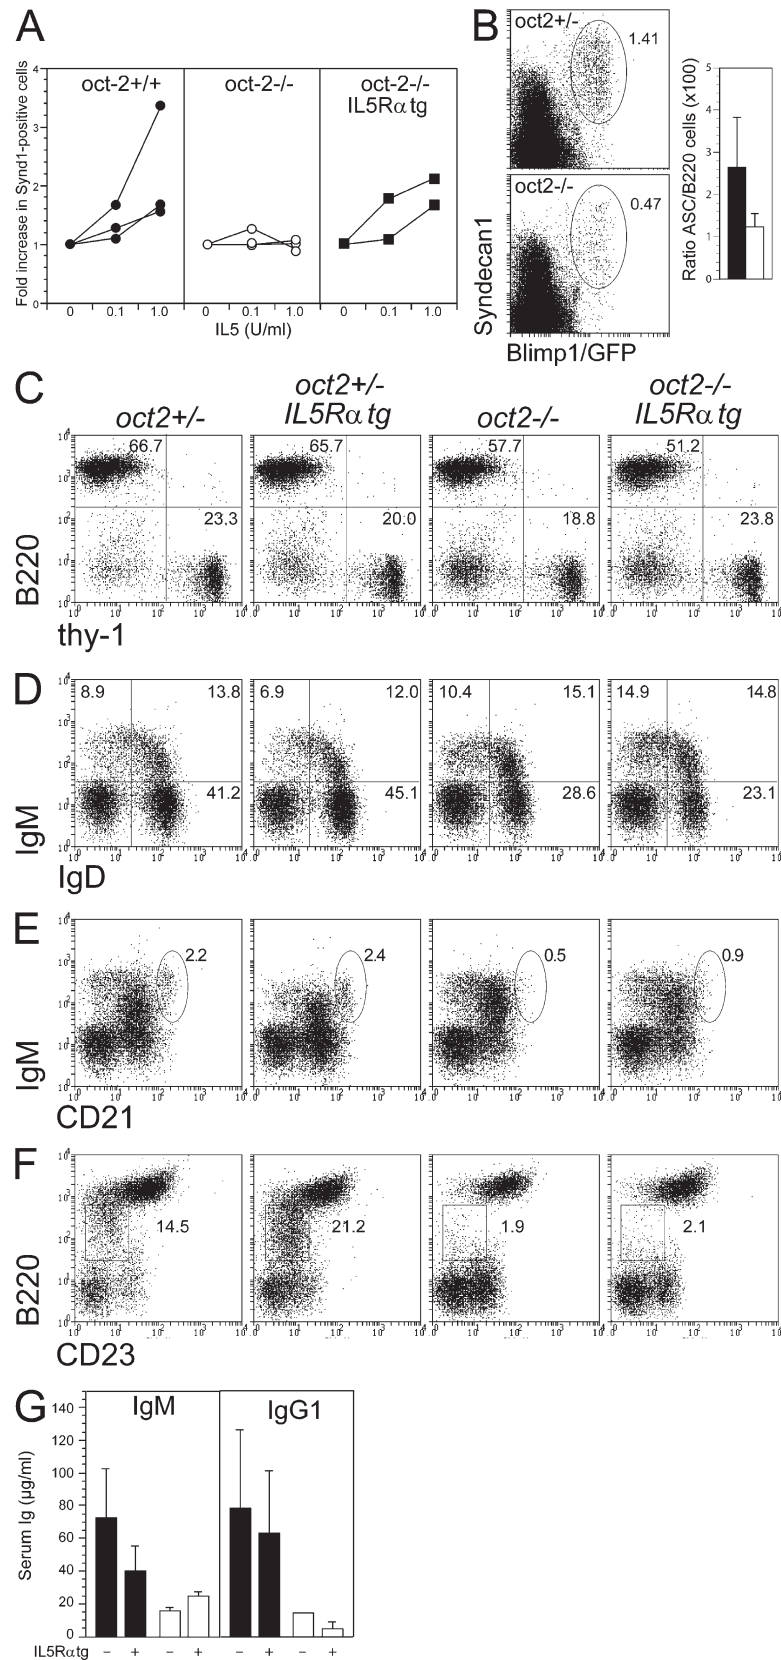 A
oct-2+/+
oct-2-/-
oct-2-/-
IL5Rα tg
Fold increase in Synd1-positive cells
4
3
2
1
0
0 0.1 1.0 0 0.1 1.0 0 0.1 1.0
IL5 (U/ml)
B
oct2+/-
1.41
oct2-/-
0.47
Syndecan1
Blimp1/GFP
Ratio ASC/B220 cells (x100)
5
4
3
2
1
0
C
oct2+/-
oct2+/-
IL5Rα tg
oct2-/-
oct2-/-
IL5Rα tg
66.7 65.7 57.7 51.2
23.3 20.0 18.8 23.8
B220
thy-1
D
8.9 13.8 6.9 12.0 10.4 15.1 14.9 14.8
41.2 45.1 28.6 23.1
IgM
IgD
E
2.2 2.4 0.5 0.9
IgM
CD21
F
14.5 21.2 1.9 2.1
B220
CD23
G
IgM
IgG1
Serum Ig (µg/ml)
140
120
100
80
60
40
20
0
IL5Rαtg − + − + − + − +